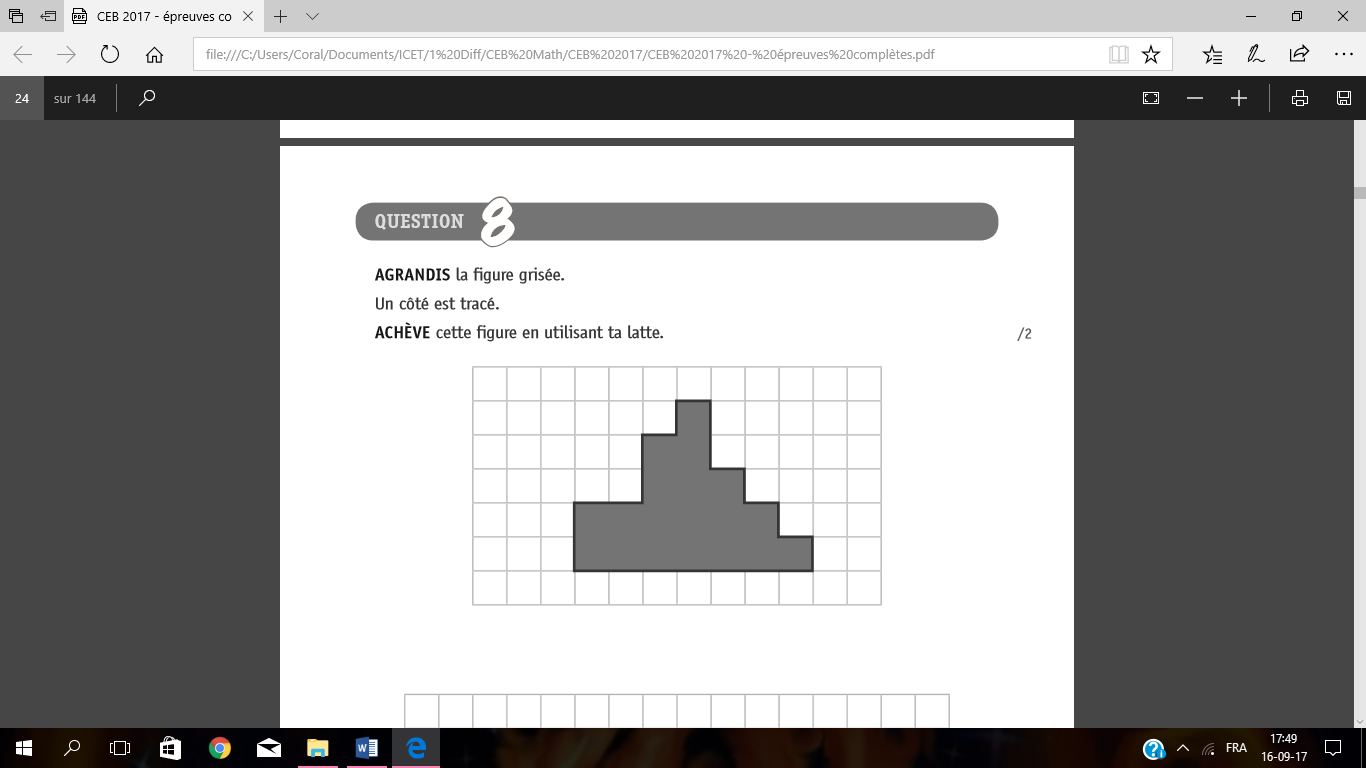 CEB 2017 - épreuves co
file:///C:/Users/Coral/Documents/ICET/1%20Diff/CEB%20Math/CEB%202017/CEB%202017%20-%20épreuves%20complètes.pdf
24 sur 144
QUESTION 8
AGRANDIS la figure grisée.
Un côté est tracé.
ACHÈVE cette figure en utilisant ta latte.
/2
FRA
17:49
16-09-17